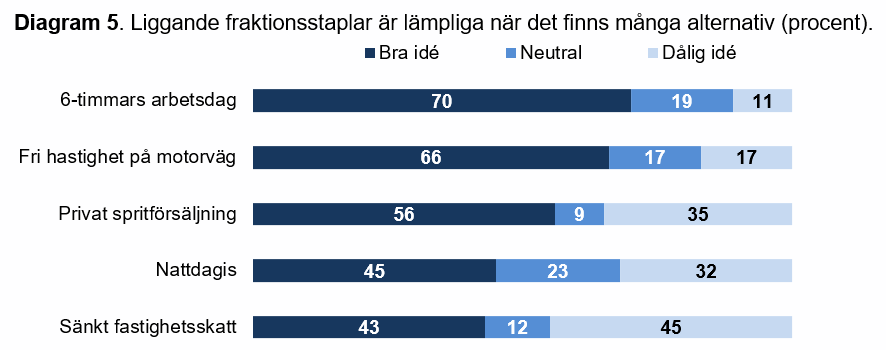 Diagram 5. Liggande fraktionsstaplar är lämpliga när det finns många alternativ (procent).
Bra idé Neutral Dålig idé
6-timmars arbetsdag 70 19 11
Fri hastighet på motorväg 66 17 17
Privat spritförsäljning 56 9 35
Nattdagis 45 23 32
Sänkt fastighetsskatt 43 12 45